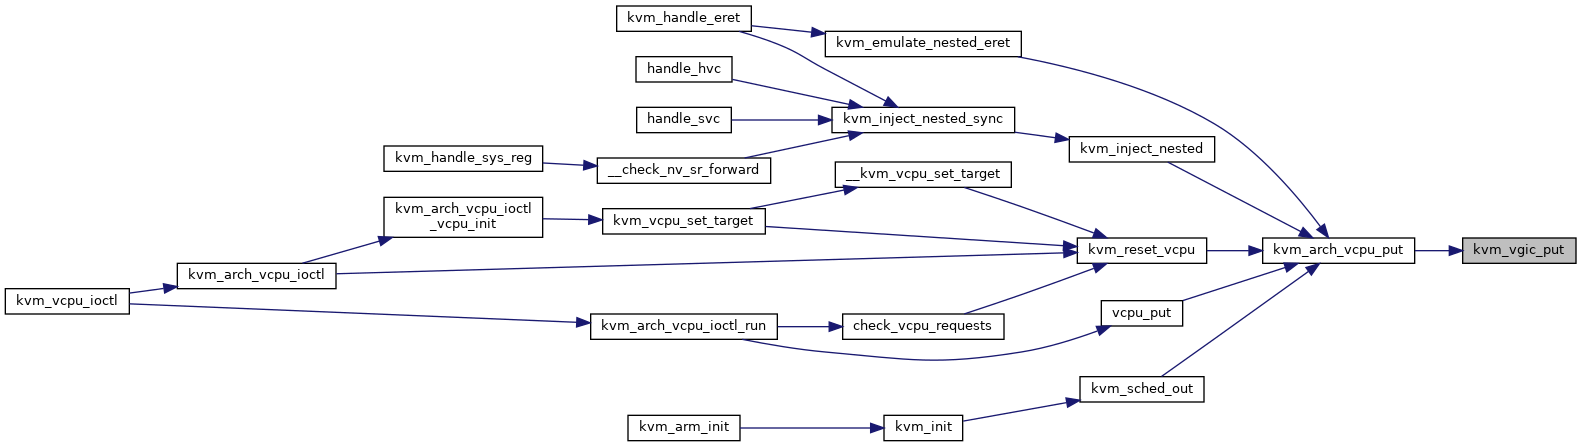 kvm_handle_eret
kvm_emulate_nested_eret
handle_hvc
kvm_inject_nested_sync
handle_svc
kvm_inject_nested
kvm_handle_sys_reg
__check_nv_sr_forward
__kvm_vcpu_set_target
kvm_arch_vcpu_ioctl
_vcpu_init
kvm_vcpu_set_target
kvm_reset_vcpu
kvm_arch_vcpu_put
kvm_vgic_put
kvm_arch_vcpu_ioctl
kvm_vcpu_ioctl
vcpu_put
kvm_arch_vcpu_ioctl_run
check_vcpu_requests
kvm_sched_out
kvm_arm_init
kvm_init